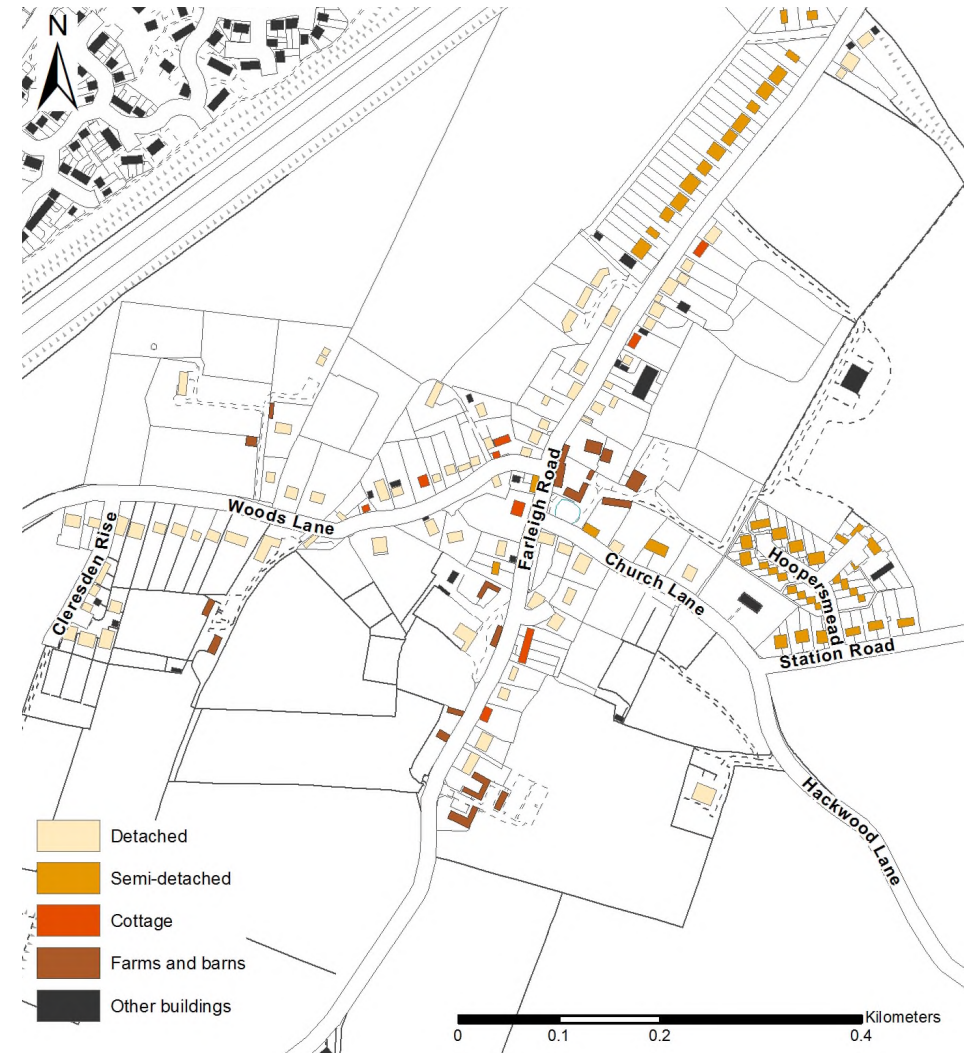 N
Woods Lane
Cleresden Rise
Farleigh Road
Church Lane
Hoopersmead
Station Road
Hackwood Lane
Detached
Semi-detached
Cottage
Farms and barns
Other buildings
Kilometers
0 0.1 0.2 0.4